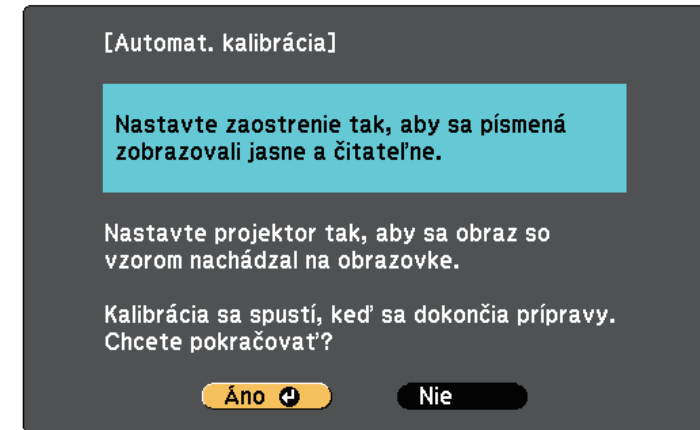 [Automat. kalibrácia]
Nastavte zaostrenie tak, aby sa písmená
zobrazovali jasne a čitateľne.
Nastavte projektor tak, aby sa obraz so
vzorom nachádzal na obrazovke.
Kalibrácia sa spustí, keď sa dokončia prípravy.
Chcete pokračovať?
Áno
Nie